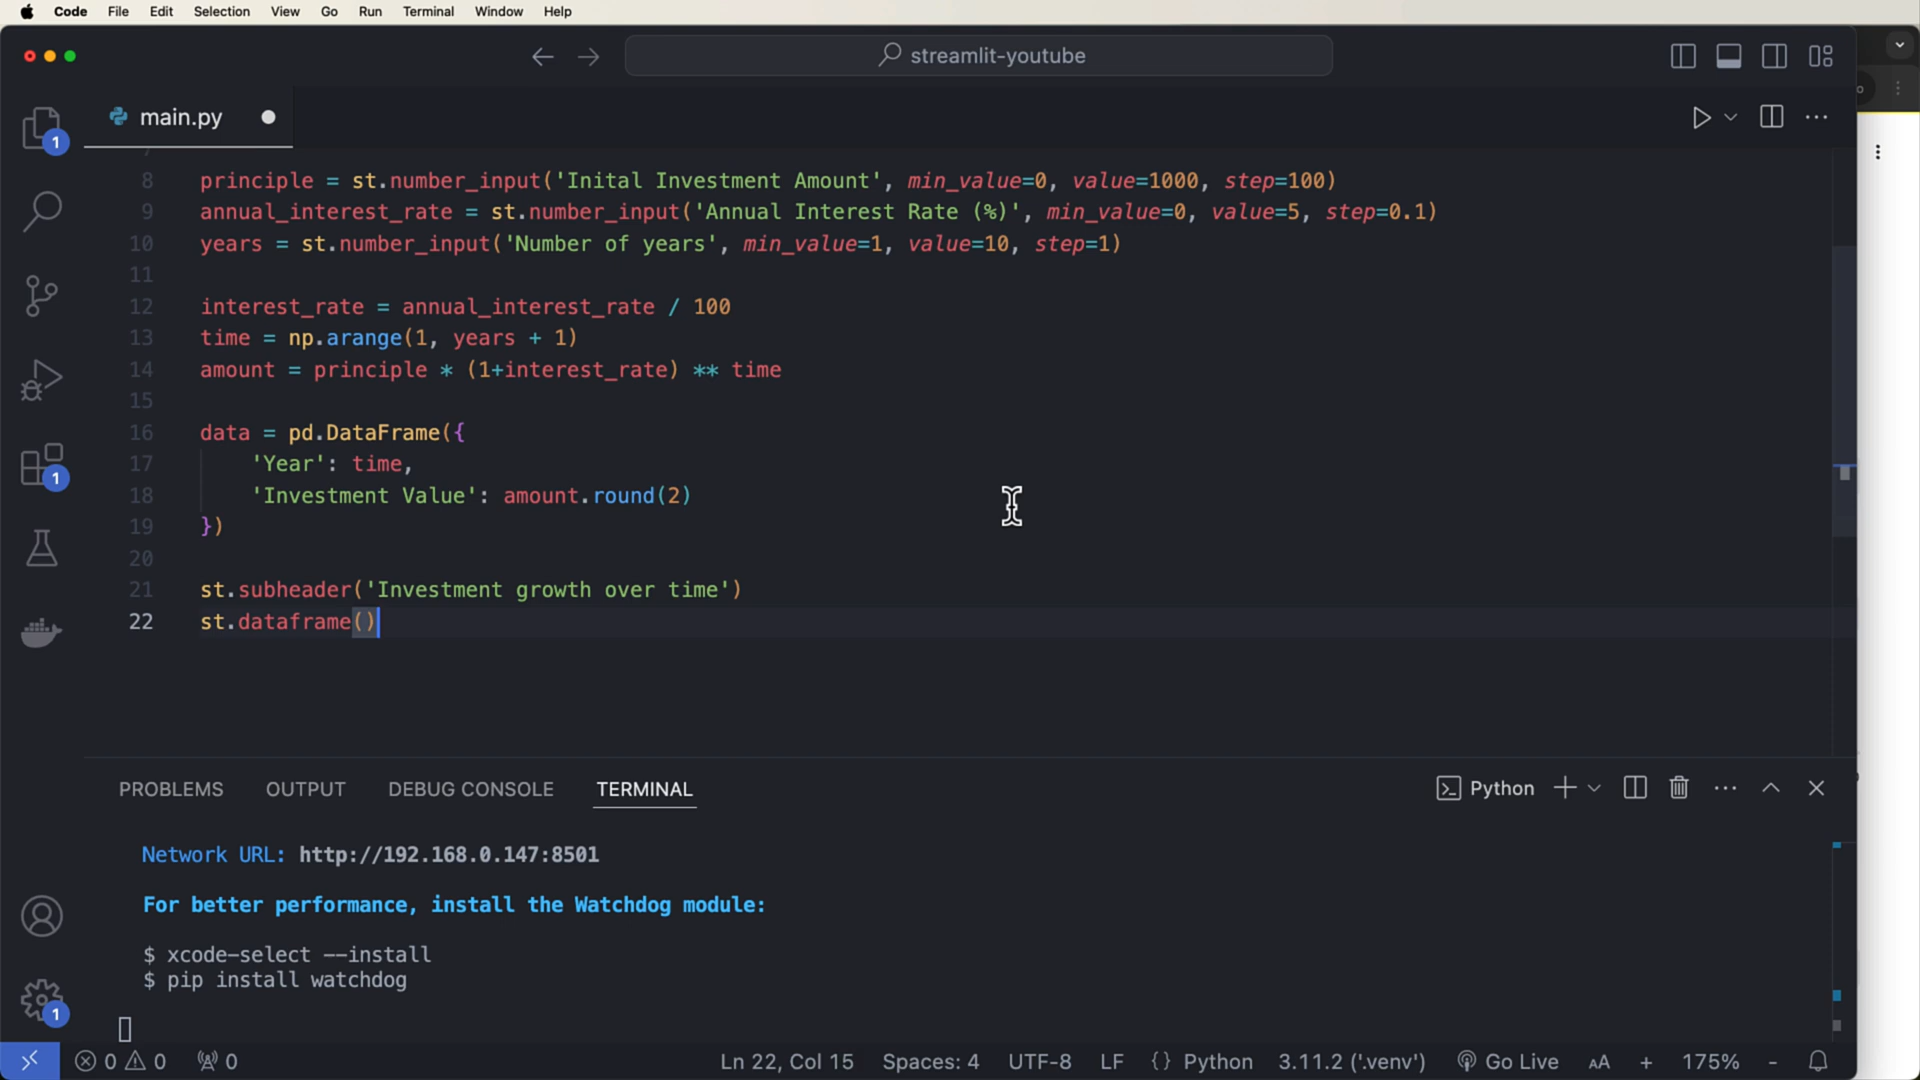 Code File Edit Selection View Go Run Terminal Window Help
streamlit-youtube
main.py
8 principle = st.number_input('Inital Investment Amount', min_value=0, value=1000, step=100)
9 annual_interest_rate = st.number_input('Annual Interest Rate (%)', min_value=0, value=5, step=0.1)
10 years = st.number_input('Number of years', min_value=1, value=10, step=1)
11
12 interest_rate = annual_interest_rate / 100
13 time = np.arange(1, years + 1)
14 amount = principle * (1+interest_rate) ** time
15
16 data = pd.DataFrame({
17 'Year': time,
18 'Investment Value': amount.round(2)
19 })
20
21 st.subheader('Investment growth over time')
22 st.dataframe()
PROBLEMS OUTPUT DEBUG CONSOLE TERMINAL Python
Network URL: http://192.168.0.147:8501
For better performance, install the Watchdog module:
$ xcode-select --install
$ pip install watchdog
0 0 0 Ln 22, Col 15 Spaces: 4 UTF-8 LF {} Python 3.11.2 ('.venv') Go Live AA + 175% -
1
1
1